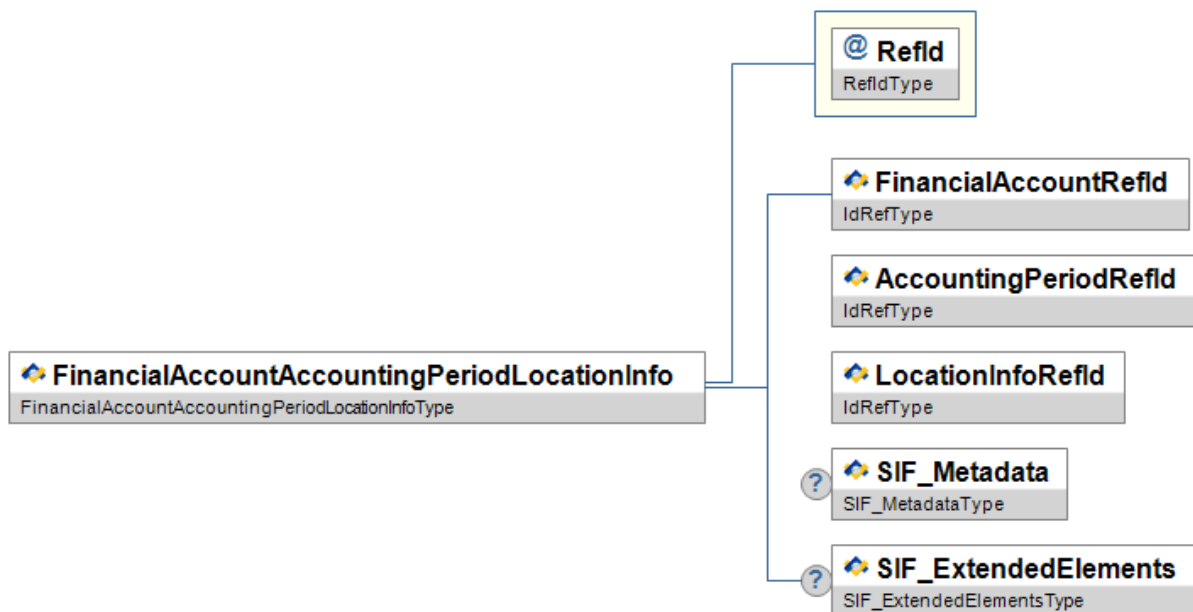 @ RefId
RefIdType
FinancialAccountRefId
IdRefType
AccountingPeriodRefId
IdRefType
FinancialAccountAccountingPeriodLocationInfo
FinancialAccountAccountingPeriodLocationInfoType
LocationInfoRefId
IdRefType
? SIF_Metadata
SIF_MetadataType
? SIF_ExtendedElements
SIF_ExtendedElementsType